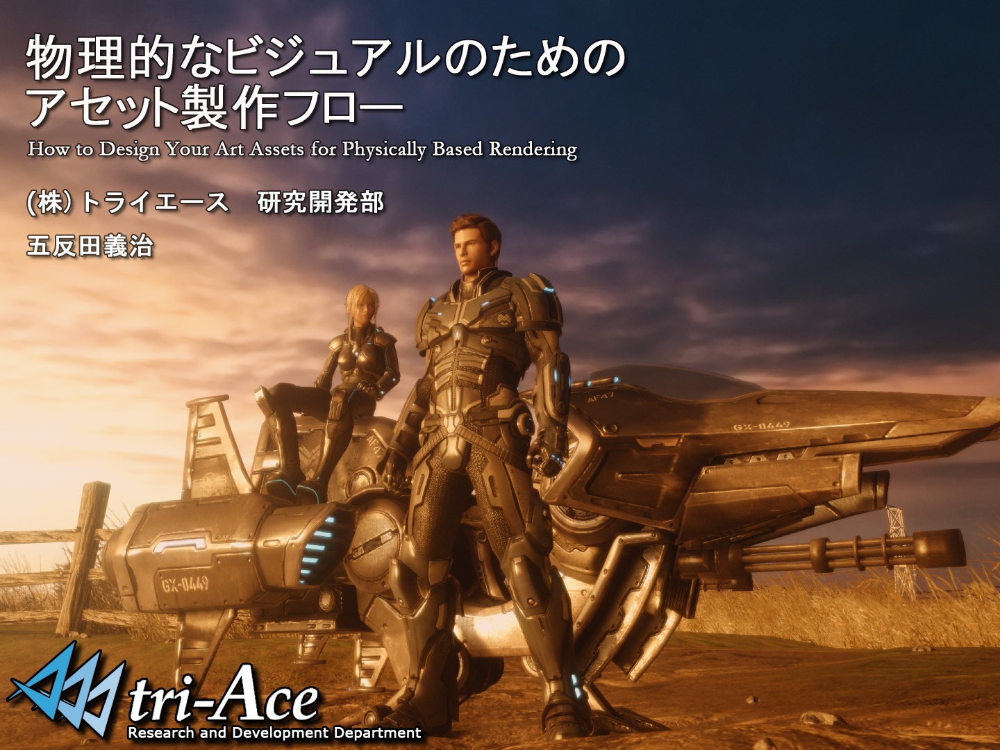 物理的なビジュアルのための
アセット製作フロー
How to Design Your Art Assets for Physically Based Rendering
(株)トライエース　研究開発部
五反田義治
AF47
GX-0449
AF47
GX-0449
tri-Ace
Research and Development Department